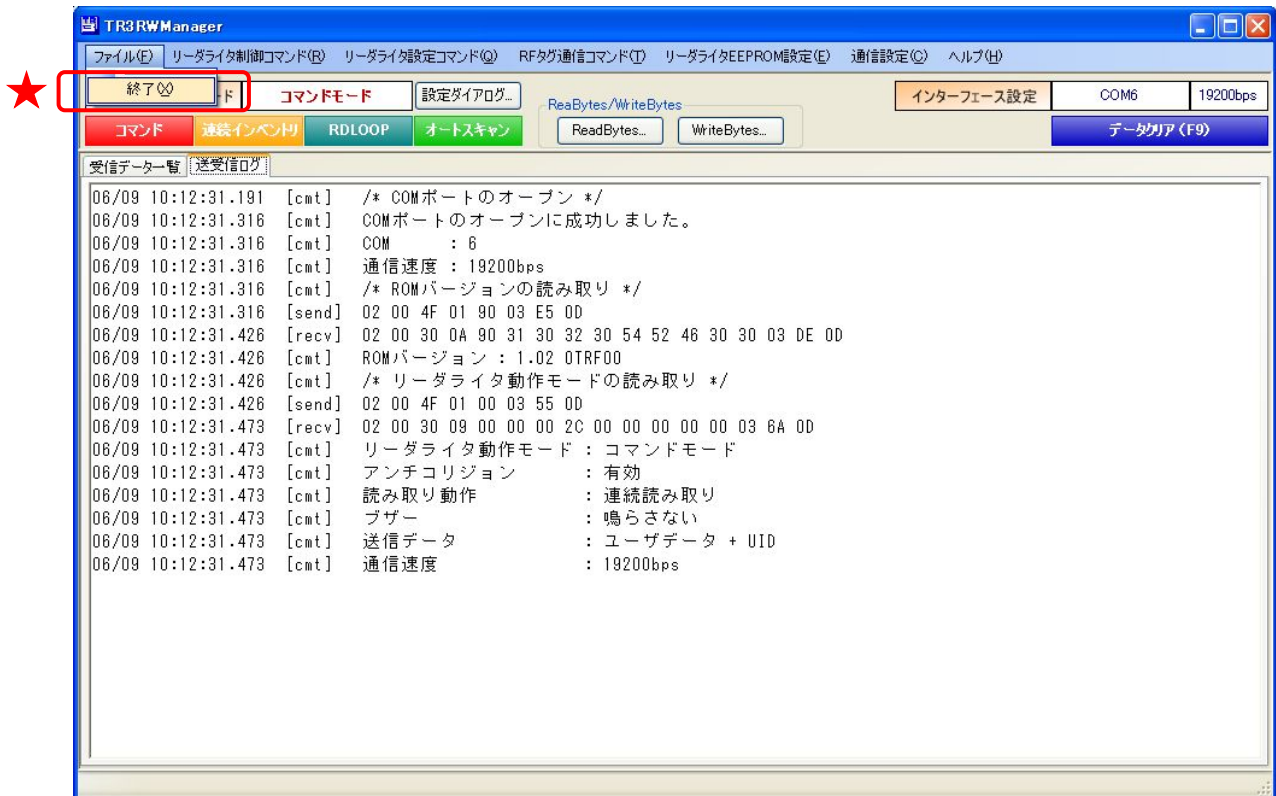 TR3RWManager
ファイル(F) リーダライタ制御コマンド(R) リーダライタ設定コマンド(Q) RFタグ通信コマンド(T) リーダライタEEPROM設定(E) 通信設定(C) ヘルプ(H)
終了(X)
ード コマンドモード 設定ダイアログ... ReaBytes/WriteBytes インターフェース設定 COM6 19200bps
コマンド 連続インベントリ RDLOOP オートスキャン ReadBytes... WriteBytes... データクリア (F9)
受信データ一覧 送受信ログ
06/09 10:12:31.191 [cmt] /* COMポートのオープン */
06/09 10:12:31.316 [cmt] COMポートのオープンに成功しました。
06/09 10:12:31.316 [cmt] COM : 6
06/09 10:12:31.316 [cmt] 通信速度 : 19200bps
06/09 10:12:31.316 [cmt] /* ROMバージョンの読み取り */
06/09 10:12:31.316 [send] 02 00 4F 01 90 03 E5 0D
06/09 10:12:31.426 [recv] 02 00 30 0A 90 31 30 32 30 54 52 46 30 30 03 DE 0D
06/09 10:12:31.426 [cmt] ROMバージョン : 1.02 0TRF00
06/09 10:12:31.426 [cmt] /* リーダライタ動作モードの読み取り */
06/09 10:12:31.426 [send] 02 00 4F 01 00 03 55 0D
06/09 10:12:31.473 [recv] 02 00 30 09 00 00 00 2C 00 00 00 00 00 03 6A 0D
06/09 10:12:31.473 [cmt] リーダライタ動作モード : コマンドモード
06/09 10:12:31.473 [cmt] アンチコリジョン : 有効
06/09 10:12:31.473 [cmt] 読み取り動作 : 連続読み取り
06/09 10:12:31.473 [cmt] ブザー : 鳴らさない
06/09 10:12:31.473 [cmt] 送信データ : ユーザデータ + UID
06/09 10:12:31.473 [cmt] 通信速度 : 19200bps